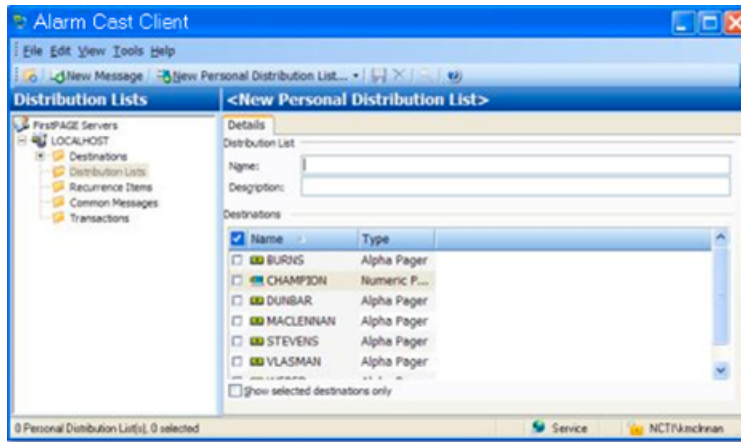 Alarm Cast Client
File Edit View Tools Help
New Message New Personal Distribution List...
Distribution Lists
<New Personal Distribution List>
FirstPAGE Servers
LOCALHOST
Destinations
Distribution Lists
Recurrence Items
Common Messages
Transactions
Details
Distribution List
Name:
Description:
Destinations
Name Type
BURNS Alpha Pager
CHAMPION Numeric P...
DUNBAR Alpha Pager
MACLENNAN Alpha Pager
STEVENS Alpha Pager
VLASMAN Alpha Pager
Show selected destinations only
0 Personal Distribution List(s), 0 selected
Service